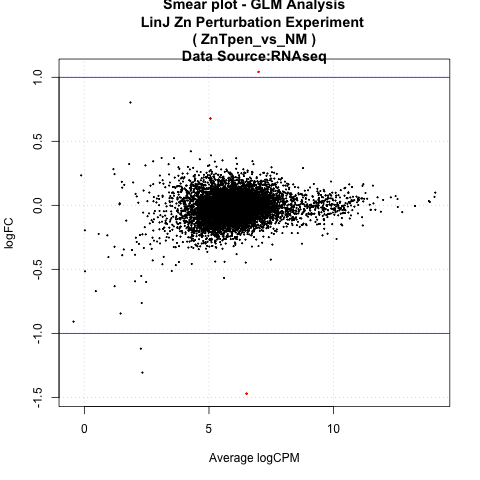 Smear plot - GLM Analysis
LinJ Zn Perturbation Experiment
( ZnTpen_vs_NM )
Data Source:RNAseq
1.0
0.5
0.0
-0.5
-1.0
-1.5
logFC
0 5 10
Average logCPM